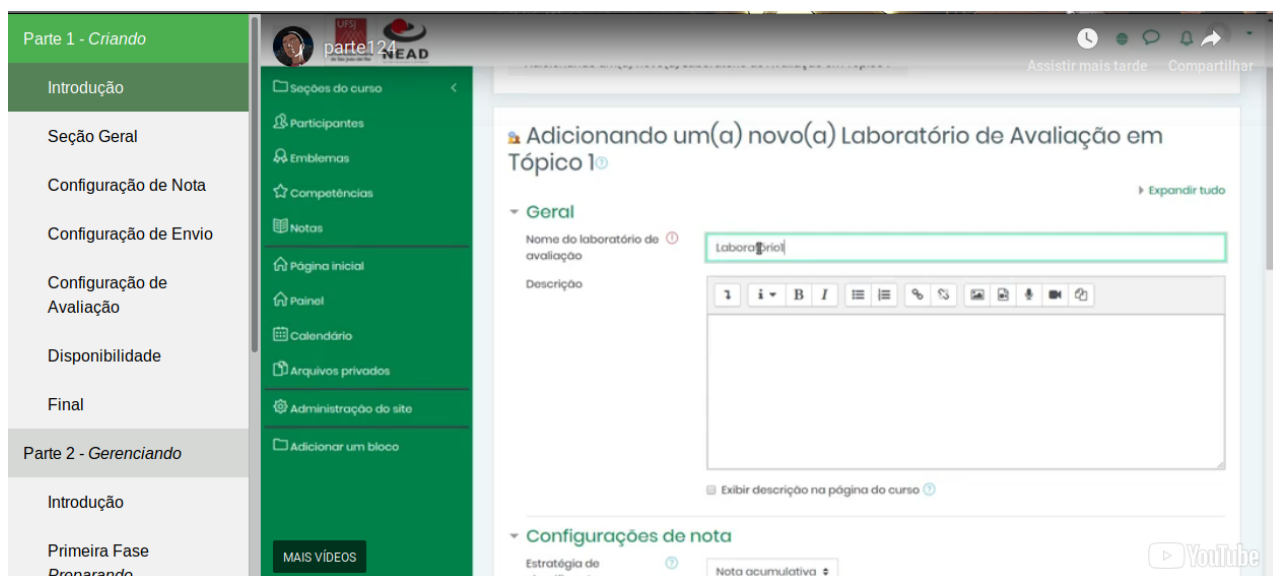 Parte 1 - Criando
Introdução
Seção Geral
Configuração de Nota
Configuração de Envio
Configuração de
Avaliação
Disponibilidade
Final
Parte 2 - Gerenciando
Introdução
Primeira Fase
Preparando
UFSJ
NEAD
parte124
Assistir mais tarde
Compartilhar
Seções do curso
Participantes
Emblemas
Competências
Notas
Página inicial
Painel
Calendário
Arquivos privados
Administração do site
Adicionar um bloco
MAIS VÍDEOS
Adicionando um(a) novo(a) Laboratório de Avaliação em
Tópico 1
Expandir tudo
Geral
Nome do laboratório de
avaliação
Laboratório1
Descrição
Exibir descrição na página do curso
Configurações de nota
Estratégia de
Nota acumulativa
YouTube